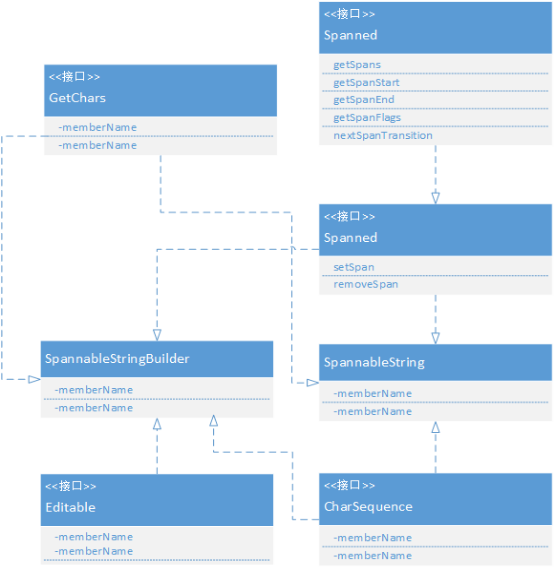 <<接口>>
Spanned
getSpans
getSpanStart
getSpanEnd
getSpanFlags
nextSpanTransition
<<接口>>
GetChars
-memberName
-memberName
<<接口>>
Spanned
setSpan
removeSpan
SpannableStringBuilder
-memberName
-memberName
SpannableString
-memberName
-memberName
<<接口>>
Editable
-memberName
-memberName
<<接口>>
CharSequence
-memberName
-memberName